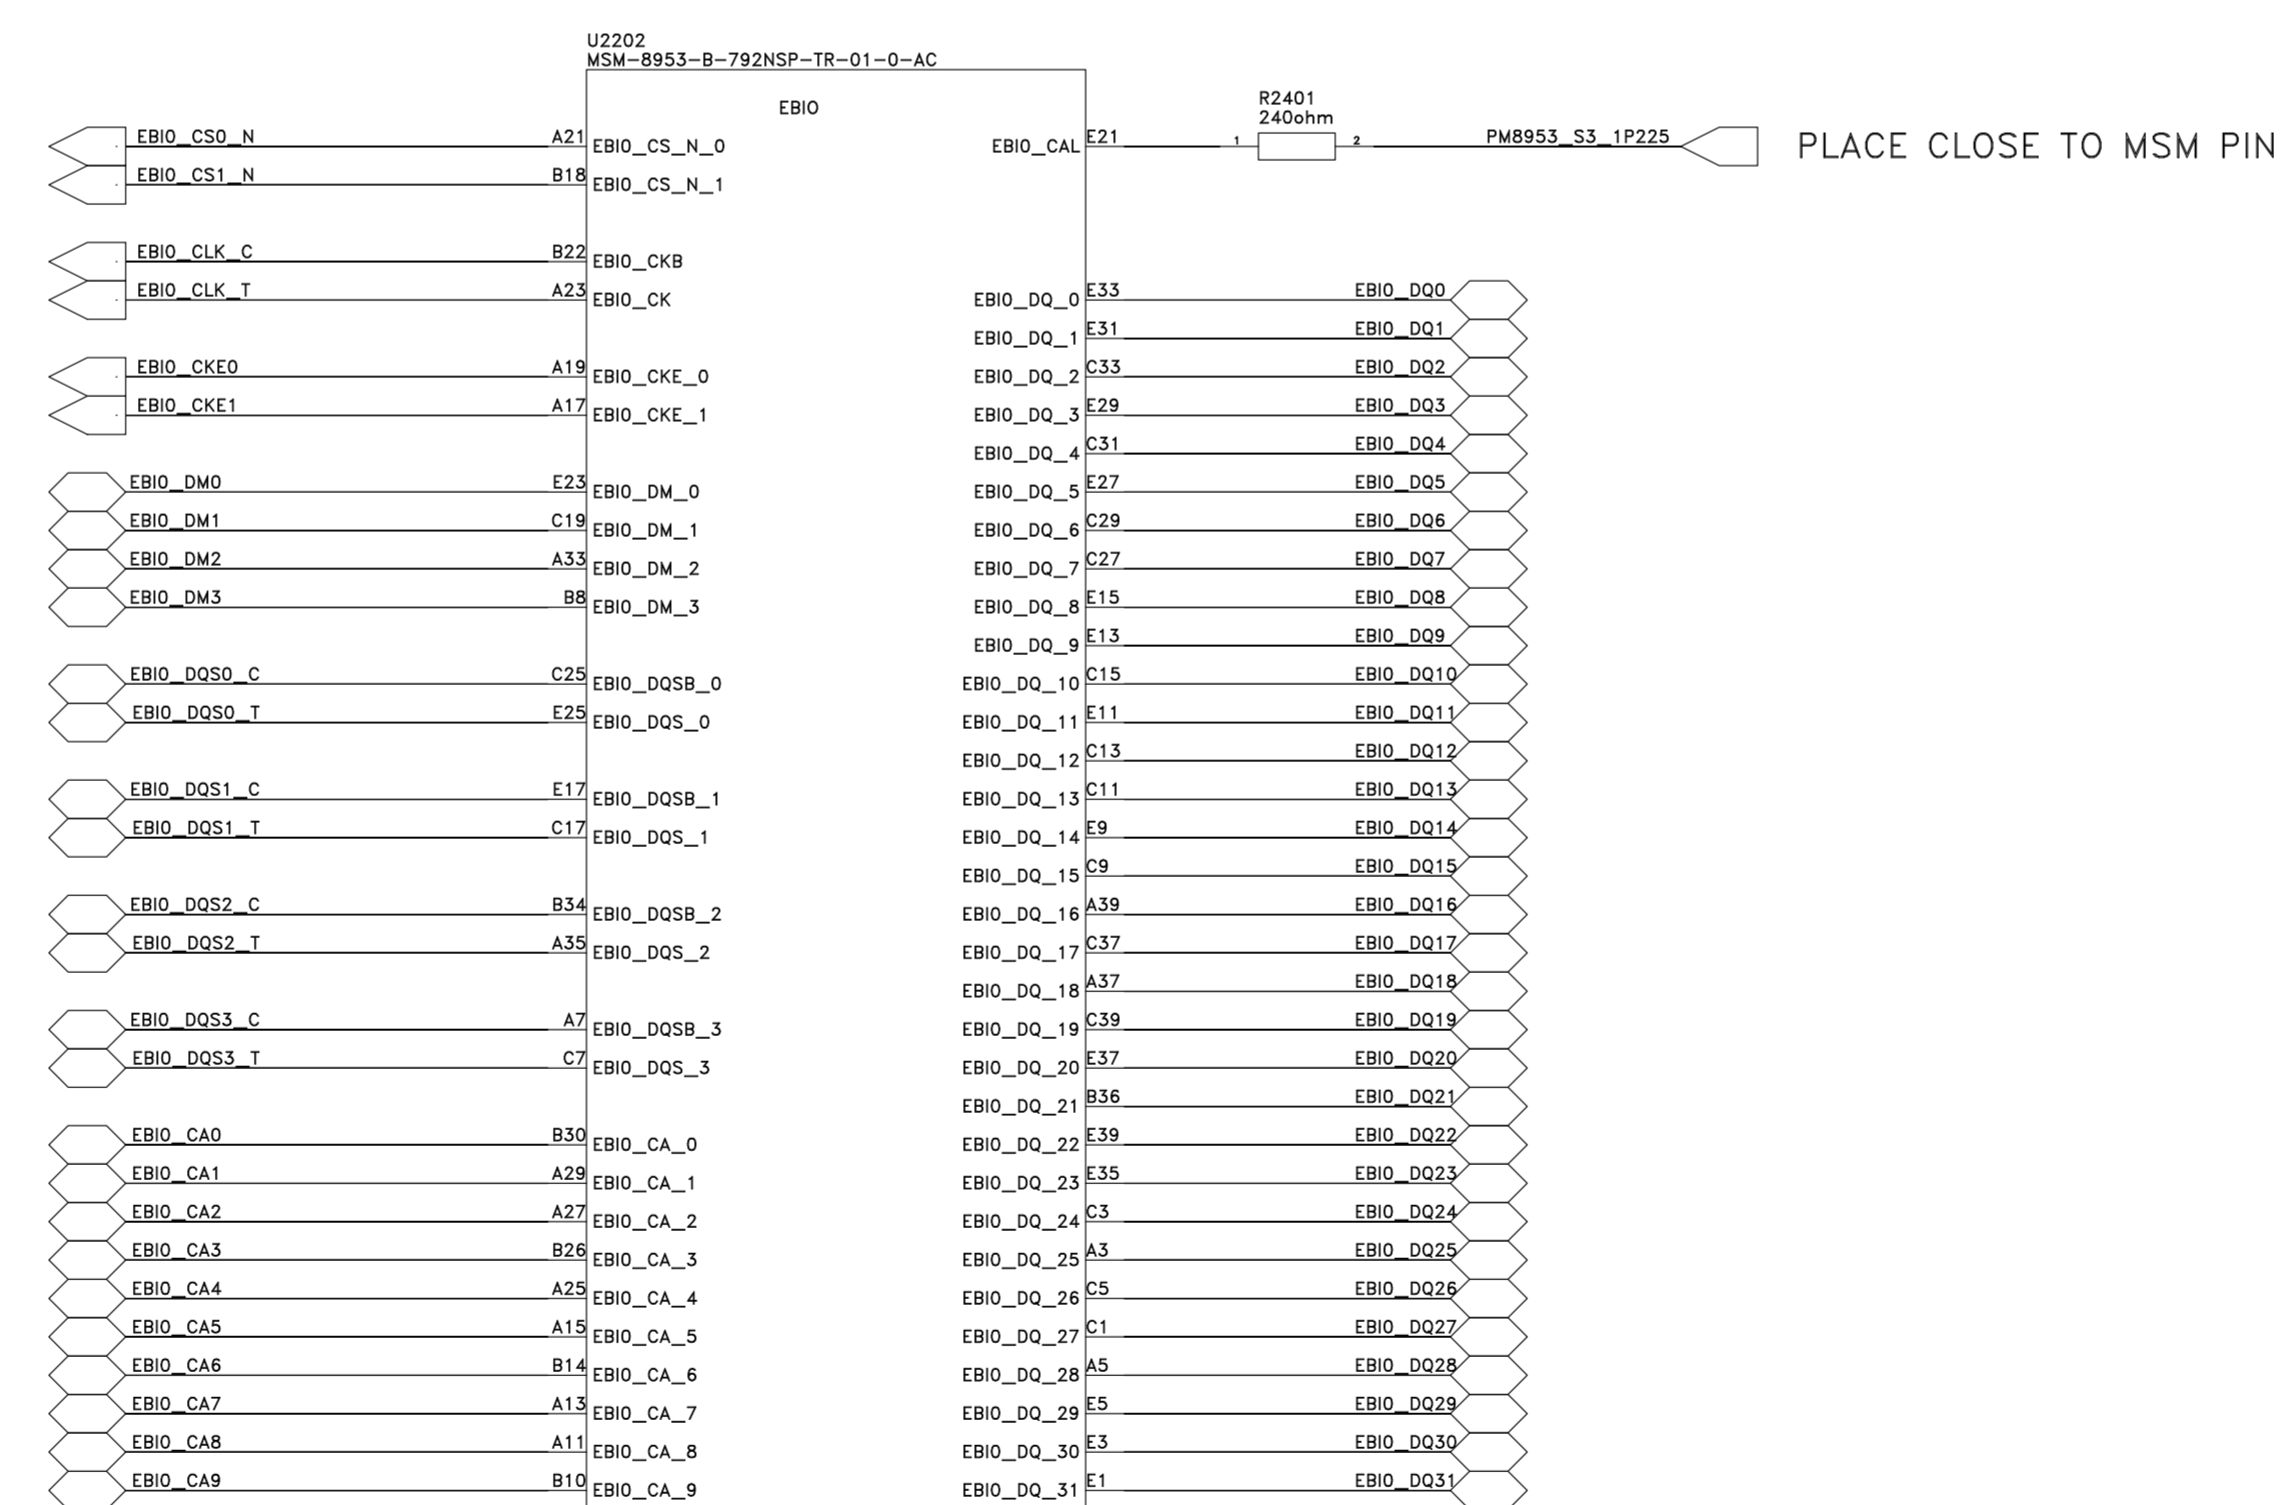 U2202
MSM-8953-B-792NSP-TR-01-0-AC
EBI0
R2401
240ohm
EBI0_CS0_N A21 EBI0_CS_N_0 EBI0_CAL E21 1 2 PM8953_S3_1P225 PLACE CLOSE TO MSM PIN
EBI0_CS1_N B18 EBI0_CS_N_1
EBI0_CLK_C B22 EBI0_CKB
EBI0_CLK_T A23 EBI0_CK EBI0_DQ_0 E33 EBI0_DQ0
EBI0_DQ_1 E31 EBI0_DQ1
EBI0_CKE0 A19 EBI0_CKE_0 EBI0_DQ_2 C33 EBI0_DQ2
EBI0_CKE1 A17 EBI0_CKE_1 EBI0_DQ_3 E29 EBI0_DQ3
EBI0_DQ_4 C31 EBI0_DQ4
EBI0_DM0 E23 EBI0_DM_0 EBI0_DQ_5 E27 EBI0_DQ5
EBI0_DM1 C19 EBI0_DM_1 EBI0_DQ_6 C29 EBI0_DQ6
EBI0_DM2 A33 EBI0_DM_2 EBI0_DQ_7 C27 EBI0_DQ7
EBI0_DM3 B8 EBI0_DM_3 EBI0_DQ_8 E15 EBI0_DQ8
EBI0_DQ_9 E13 EBI0_DQ9
EBI0_DQS0_C C25 EBI0_DQSB_0 EBI0_DQ_10 C15 EBI0_DQ10
EBI0_DQS0_T E25 EBI0_DQS_0 EBI0_DQ_11 E11 EBI0_DQ11
EBI0_DQ_12 C13 EBI0_DQ12
EBI0_DQS1_C E17 EBI0_DQSB_1 EBI0_DQ_13 C11 EBI0_DQ13
EBI0_DQS1_T C17 EBI0_DQS_1 EBI0_DQ_14 E9 EBI0_DQ14
EBI0_DQ_15 C9 EBI0_DQ15
EBI0_DQS2_C B34 EBI0_DQSB_2 EBI0_DQ_16 A39 EBI0_DQ16
EBI0_DQS2_T A35 EBI0_DQS_2 EBI0_DQ_17 C37 EBI0_DQ17
EBI0_DQ_18 A37 EBI0_DQ18
EBI0_DQS3_C A7 EBI0_DQSB_3 EBI0_DQ_19 C39 EBI0_DQ19
EBI0_DQS3_T C7 EBI0_DQS_3 EBI0_DQ_20 E37 EBI0_DQ20
EBI0_DQ_21 B36 EBI0_DQ21
EBI0_CA0 B30 EBI0_CA_0 EBI0_DQ_22 E39 EBI0_DQ22
EBI0_CA1 A29 EBI0_CA_1 EBI0_DQ_23 E35 EBI0_DQ23
EBI0_CA2 A27 EBI0_CA_2 EBI0_DQ_24 C3 EBI0_DQ24
EBI0_CA3 B26 EBI0_CA_3 EBI0_DQ_25 A3 EBI0_DQ25
EBI0_CA4 A25 EBI0_CA_4 EBI0_DQ_26 C5 EBI0_DQ26
EBI0_CA5 A15 EBI0_CA_5 EBI0_DQ_27 C1 EBI0_DQ27
EBI0_CA6 B14 EBI0_CA_6 EBI0_DQ_28 A5 EBI0_DQ28
EBI0_CA7 A13 EBI0_CA_7 EBI0_DQ_29 E5 EBI0_DQ29
EBI0_CA8 A11 EBI0_CA_8 EBI0_DQ_30 E3 EBI0_DQ30
EBI0_CA9 B10 EBI0_CA_9 EBI0_DQ_31 E1 EBI0_DQ31